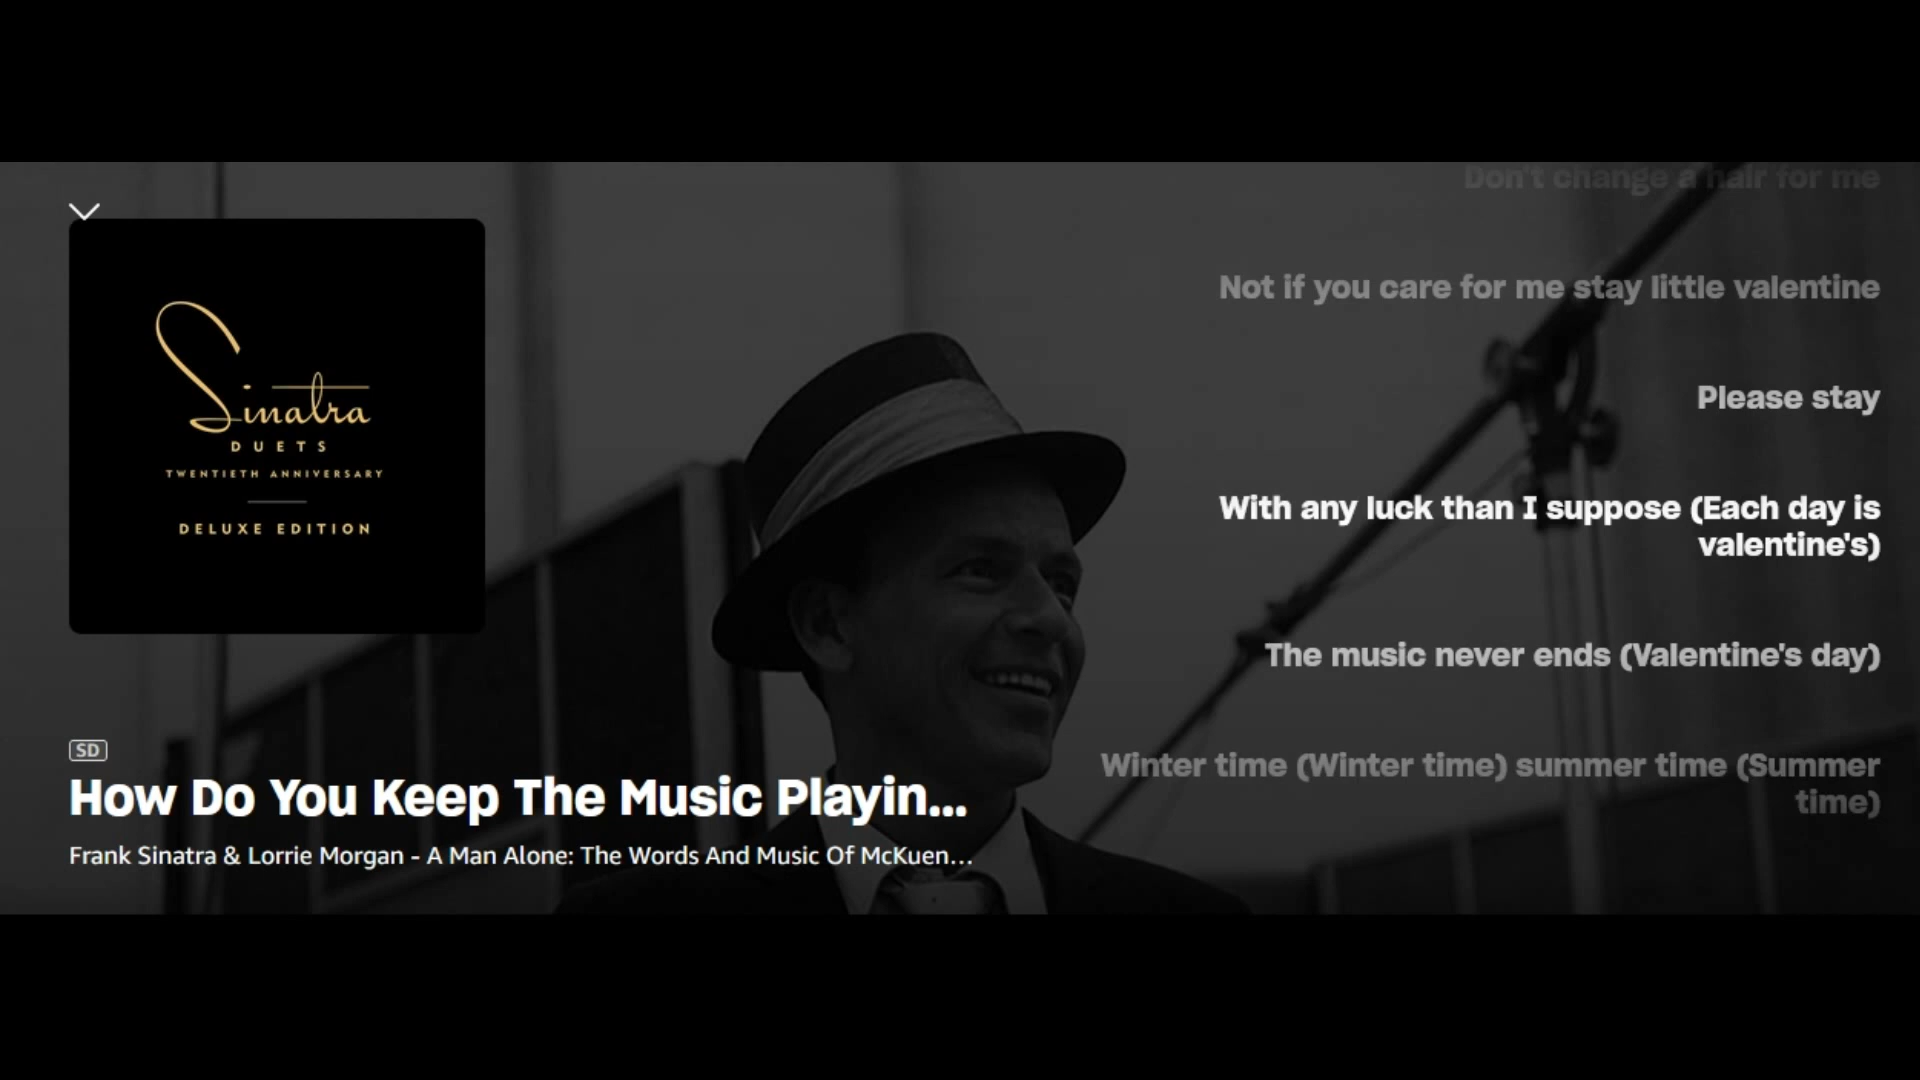 Sinatra
DUETS
TWENTIETH ANNIVERSARY
DELUXE EDITION
SD
How Do You Keep The Music Playin...
Frank Sinatra & Lorrie Morgan - A Man Alone: The Words And Music Of McKuen...
Don't change a hair for me
Not if you care for me stay little valentine
Please stay
With any luck than I suppose (Each day is
valentine's)
The music never ends (Valentine's day)
Winter time (Winter time) summer time (Summer
time)